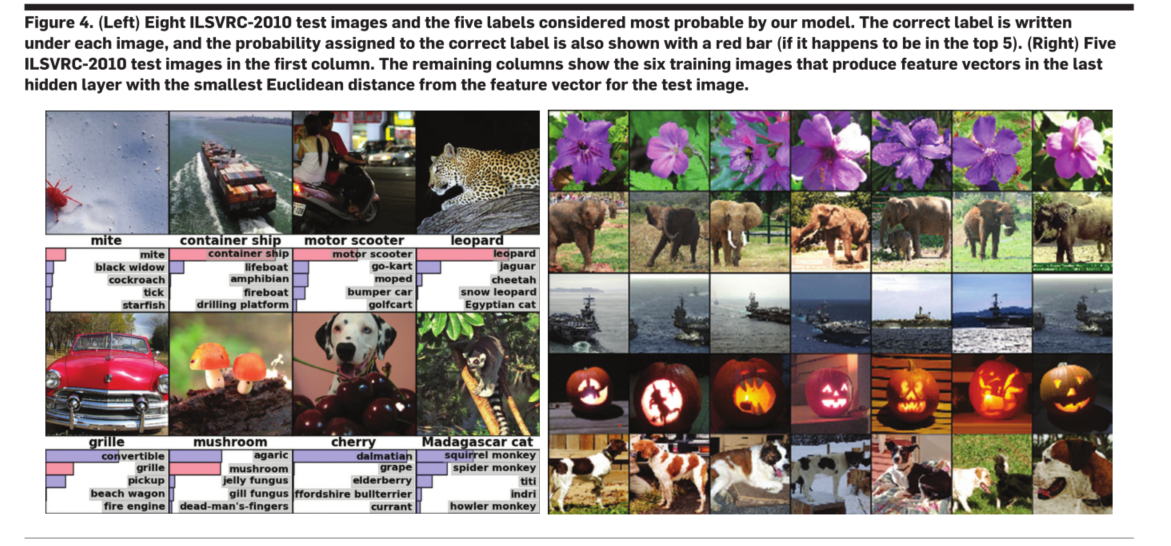 Figure 4. (Left) Eight ILSVRC-2010 test images and the five labels considered most probable by our model. The correct label is written
under each image, and the probability assigned to the correct label is also shown with a red bar (if it happens to be in the top 5). (Right) Five
ILSVRC-2010 test images in the first column. The remaining columns show the six training images that produce feature vectors in the last
hidden layer with the smallest Euclidean distance from the feature vector for the test image.
mite container ship motor scooter leopard
mite container ship motor scooter leopard
black widow lifeboat go-kart jaguar
cockroach amphibian moped cheetah
tick fireboat bumper car snow leopard
starfish drilling platform golfcart Egyptian cat
grille mushroom cherry Madagascar cat
convertible agaric dalmatian squirrel monkey
grille mushroom grape spider monkey
pickup jelly fungus elderberry titi
beach wagon gill fungus ffordshire bullterrier indri
fire engine dead-man's-fingers currant howler monkey